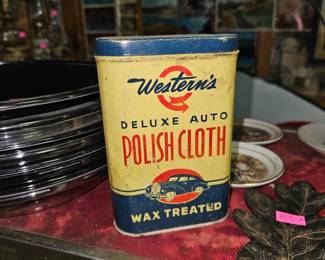 Western's
DELUXE AUTO
POLISH CLOTH
WAX TREATED